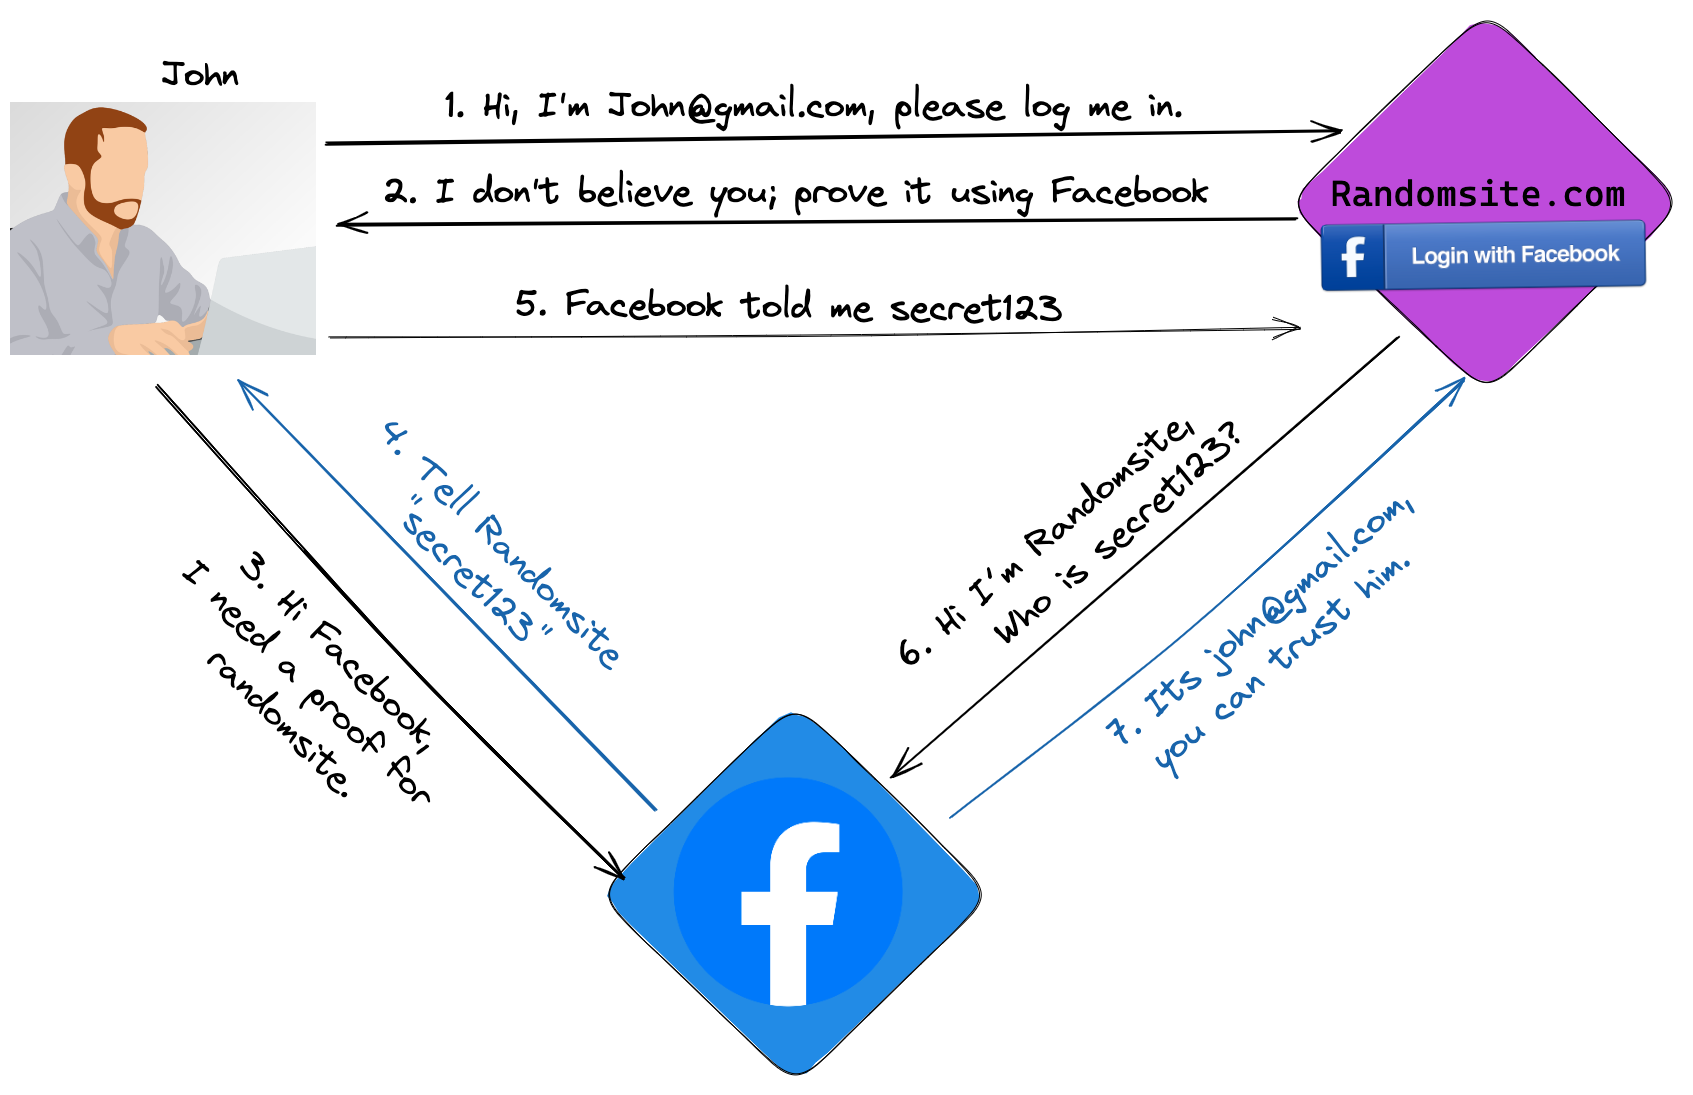 John
1. Hi, I'm John@gmail.com, please log me in.
2. I don't believe you; prove it using Facebook
Randomsite.com
f Login with Facebook
5. Facebook told me secret123
4. Tell Randomsite
"secret123"
3. Hi Facebook,
I need a proof for
randomsite.
6. Hi I'm Randomsite,
Who is secret123?
7. Its john@gmail.com,
you can trust him.
f